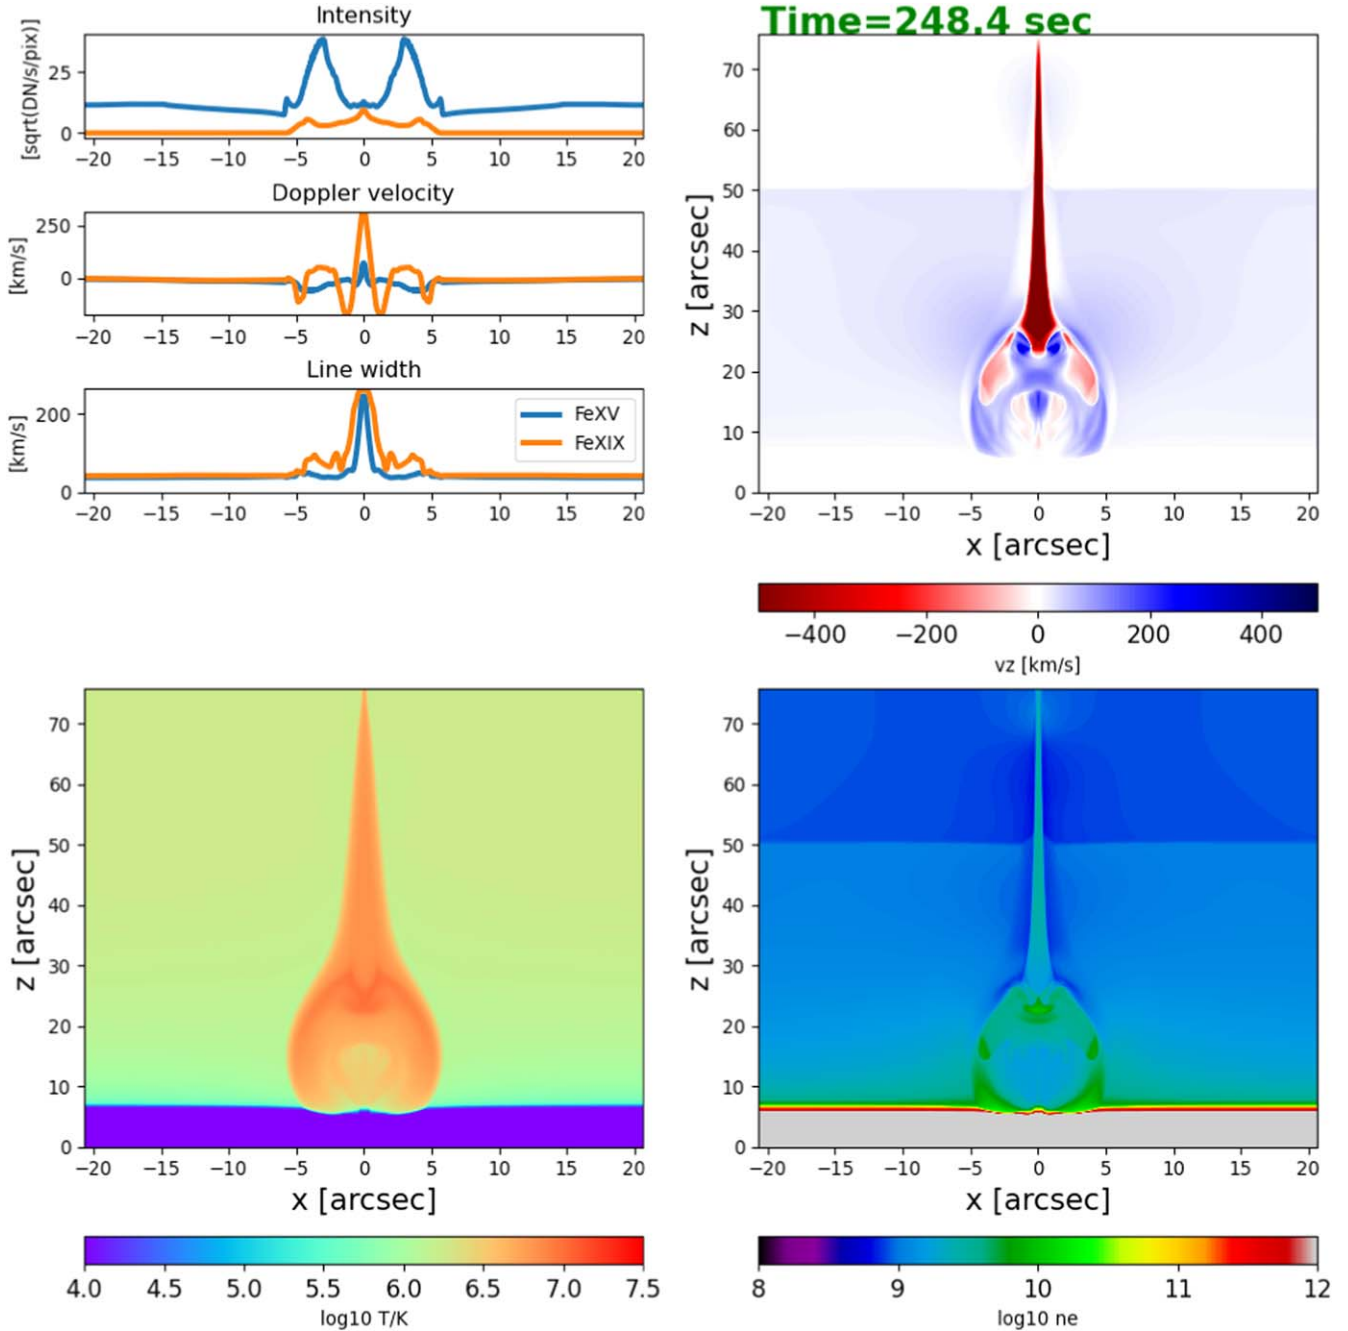 Intensity
[sqrt(DN/s/pix)]
25
0
−20 −15 −10 −5 0 5 10 15 20
Doppler velocity
[km/s]
250
0
−20 −15 −10 −5 0 5 10 15 20
Line width
[km/s]
200
0
FeXV
FeXIX
−20 −15 −10 −5 0 5 10 15 20
Time=248.4 sec
z [arcsec]
70
60
50
40
30
20
10
0
−20 −15 −10 −5 0 5 10 15 20
x [arcsec]
−400 −200 0 200 400
vz [km/s]
z [arcsec]
70
60
50
40
30
20
10
0
−20 −15 −10 −5 0 5 10 15 20
x [arcsec]
4.0 4.5 5.0 5.5 6.0 6.5 7.0 7.5
log10 T/K
z [arcsec]
70
60
50
40
30
20
10
0
−20 −15 −10 −5 0 5 10 15 20
x [arcsec]
8 9 10 11 12
log10 ne